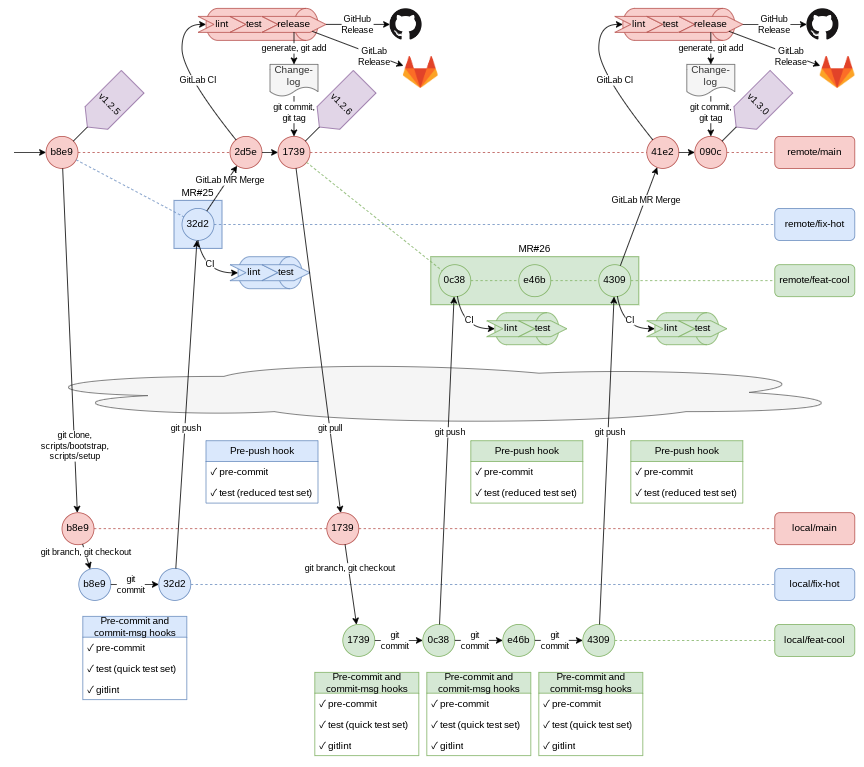 lint
test
release
GitHub
Release
lint
test
release
GitHub
Release
generate, git add
GitLab
Release
generate, git add
GitLab
Release
GitLab CI
Change-
log
GitLab CI
Change-
log
v1.2.5
git commit,
git tag
v1.2.6
git commit,
git tag
v1.3.0
b8e9
2d5e
1739
41e2
090c
remote/main
GitLab MR Merge
MR#25
GitLab MR Merge
32d2
remote/fix-hot
MR#26
CI
lint
test
0c38
e46b
4309
remote/feat-cool
CI
lint
test
CI
lint
test
git clone,
scripts/bootstrap,
scripts/setup
git push
git pull
git push
git push
Pre-push hook
✓ pre-commit
✓ test (reduced test set)
Pre-push hook
✓ pre-commit
✓ test (reduced test set)
Pre-push hook
✓ pre-commit
✓ test (reduced test set)
b8e9
1739
local/main
git branch, git checkout
git branch, git checkout
b8e9
git
commit
32d2
local/fix-hot
Pre-commit and
commit-msg hooks
✓ pre-commit
✓ test (quick test set)
✓ gitlint
1739
git
commit
0c38
git
commit
e46b
git
commit
4309
local/feat-cool
Pre-commit and
commit-msg hooks
✓ pre-commit
✓ test (quick test set)
✓ gitlint
Pre-commit and
commit-msg hooks
✓ pre-commit
✓ test (quick test set)
✓ gitlint
Pre-commit and
commit-msg hooks
✓ pre-commit
✓ test (quick test set)
✓ gitlint